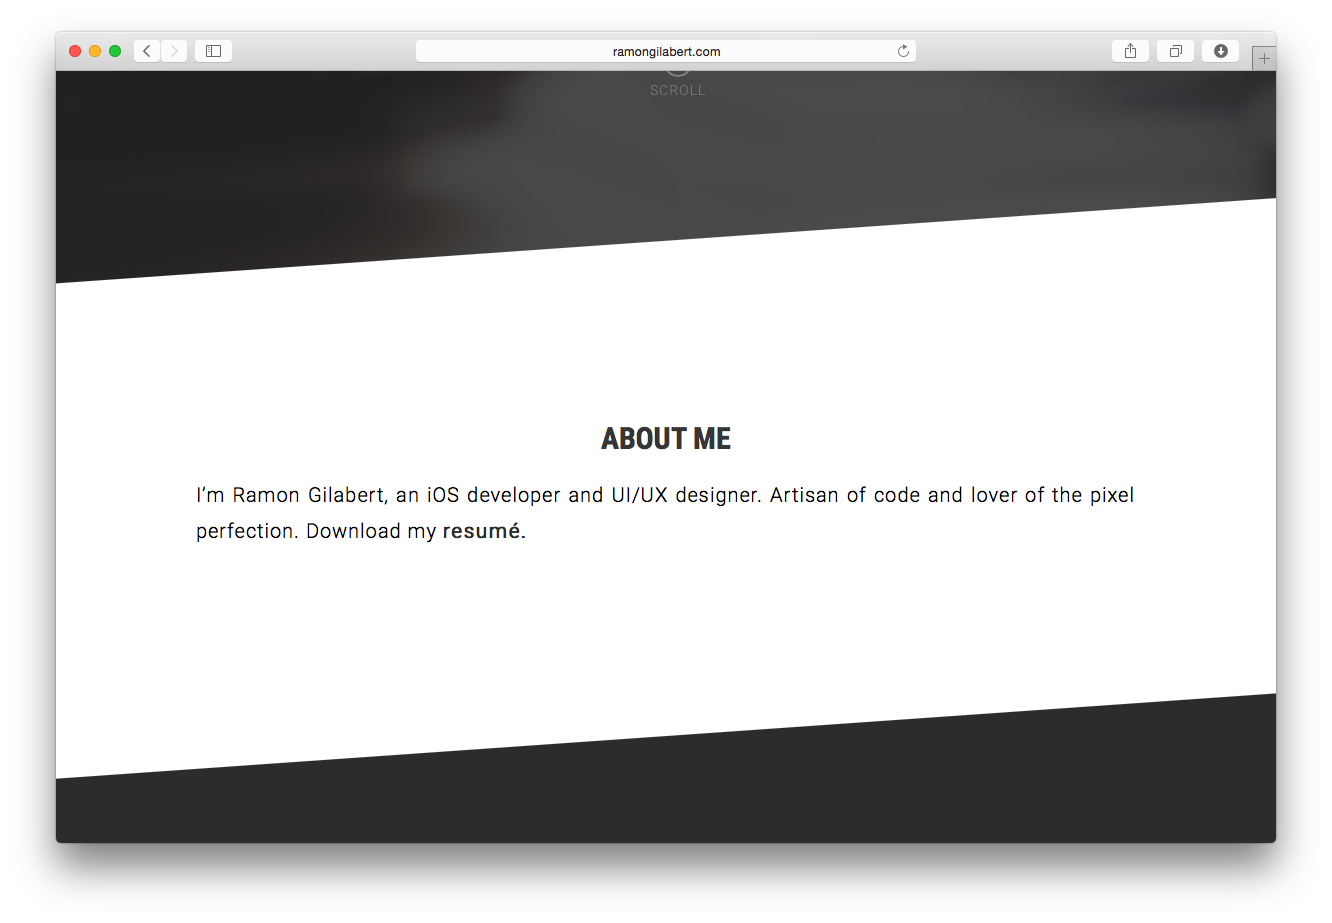 ramongilabert.com
SCROLL
ABOUT ME
I’m Ramon Gilabert, an iOS developer and UI/UX designer. Artisan of code and lover of the pixel
perfection. Download my resumé.